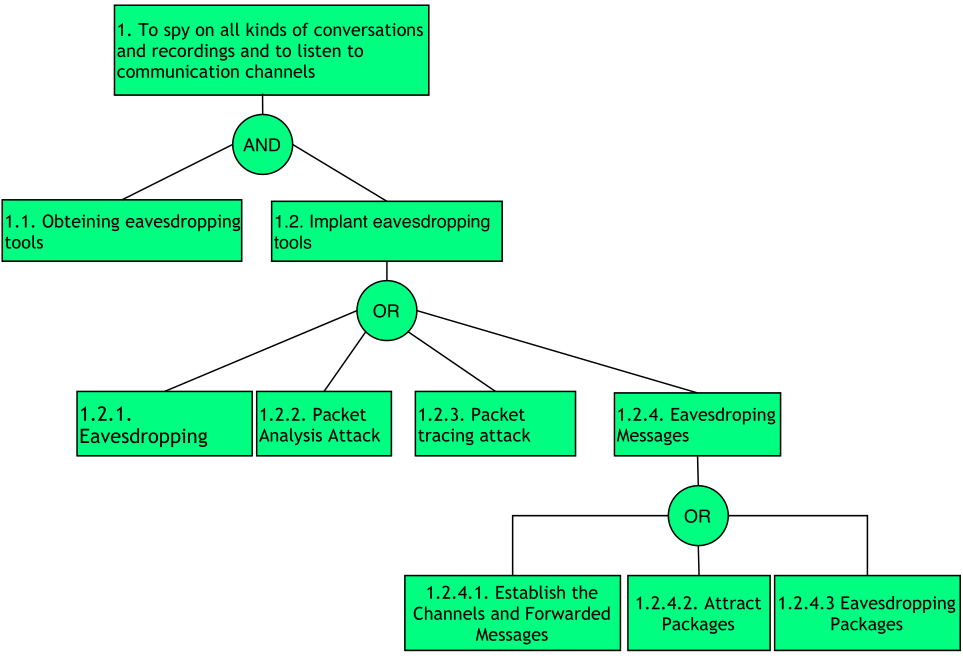 1. To spy on all kinds of conversations
and recordings and to listen to
communication channels
AND
1.1. Obteining eavesdropping
tools
1.2. Implant eavesdropping
tools
OR
1.2.1.
Eavesdropping
1.2.2. Packet
Analysis Attack
1.2.3. Packet
tracing attack
1.2.4. Eavesdroping
Messages
OR
1.2.4.1. Establish the
Channels and Forwarded
Messages
1.2.4.2. Attract
Packages
1.2.4.3 Eavesdropping
Packages